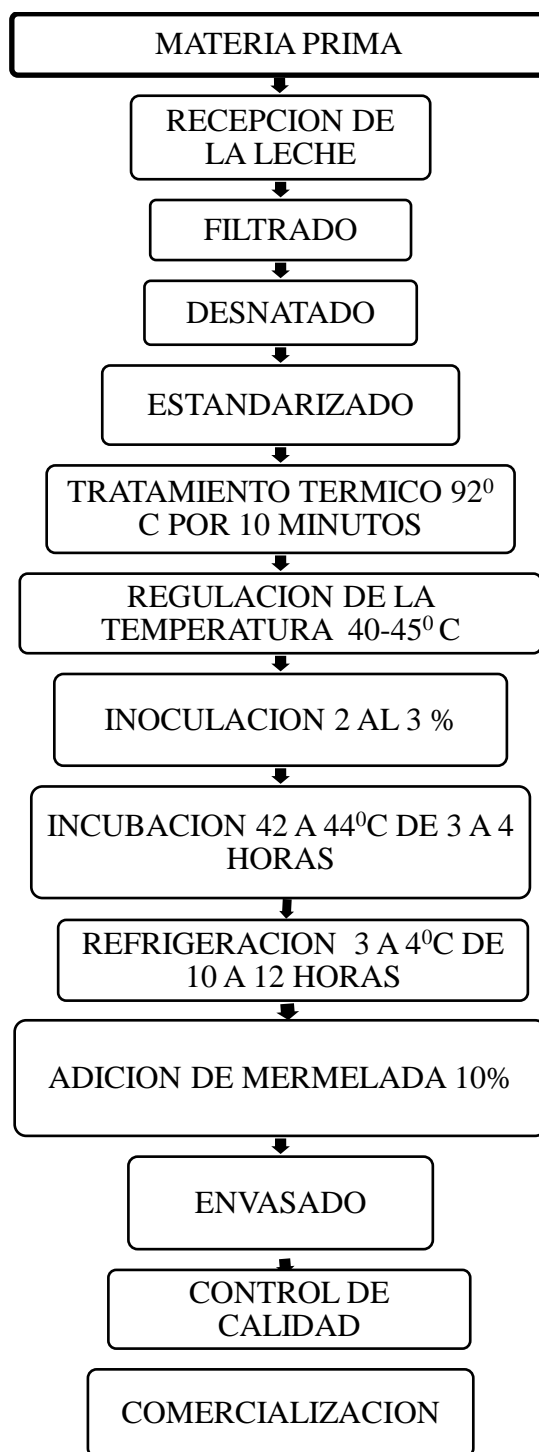 MATERIA PRIMA
RECEPCION DE
LA LECHE
FILTRADO
DESNATADO
ESTANDARIZADO
TRATAMIENTO TERMICO 92⁰
C POR 10 MINUTOS
REGULACION DE LA
TEMPERATURA 40-45⁰ C
INOCULACION 2 AL 3 %
INCUBACION 42 A 44⁰C DE 3 A 4
HORAS
REFRIGERACION 3 A 4⁰C DE
10 A 12 HORAS
ADICION DE MERMELADA 10%
ENVASADO
CONTROL DE
CALIDAD
COMERCIALIZACION